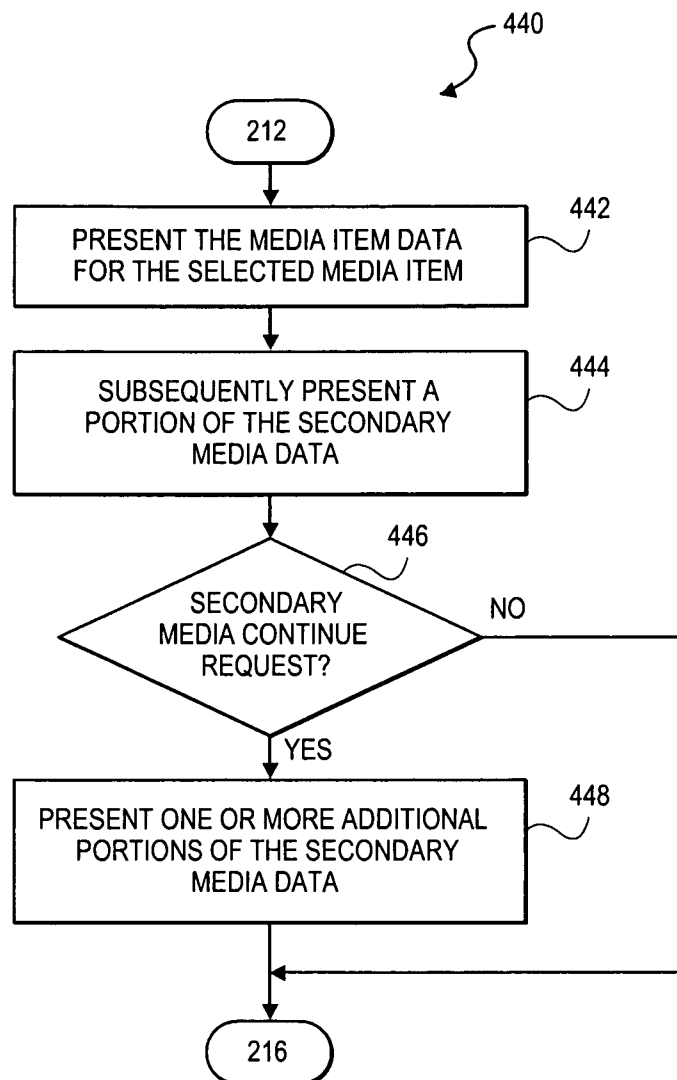 440
212
442
PRESENT THE MEDIA ITEM DATA
FOR THE SELECTED MEDIA ITEM
444
SUBSEQUENTLY PRESENT A
PORTION OF THE SECONDARY
MEDIA DATA
446
SECONDARY
MEDIA CONTINUE
REQUEST?
NO
YES
448
PRESENT ONE OR MORE ADDITIONAL
PORTIONS OF THE SECONDARY
MEDIA DATA
216